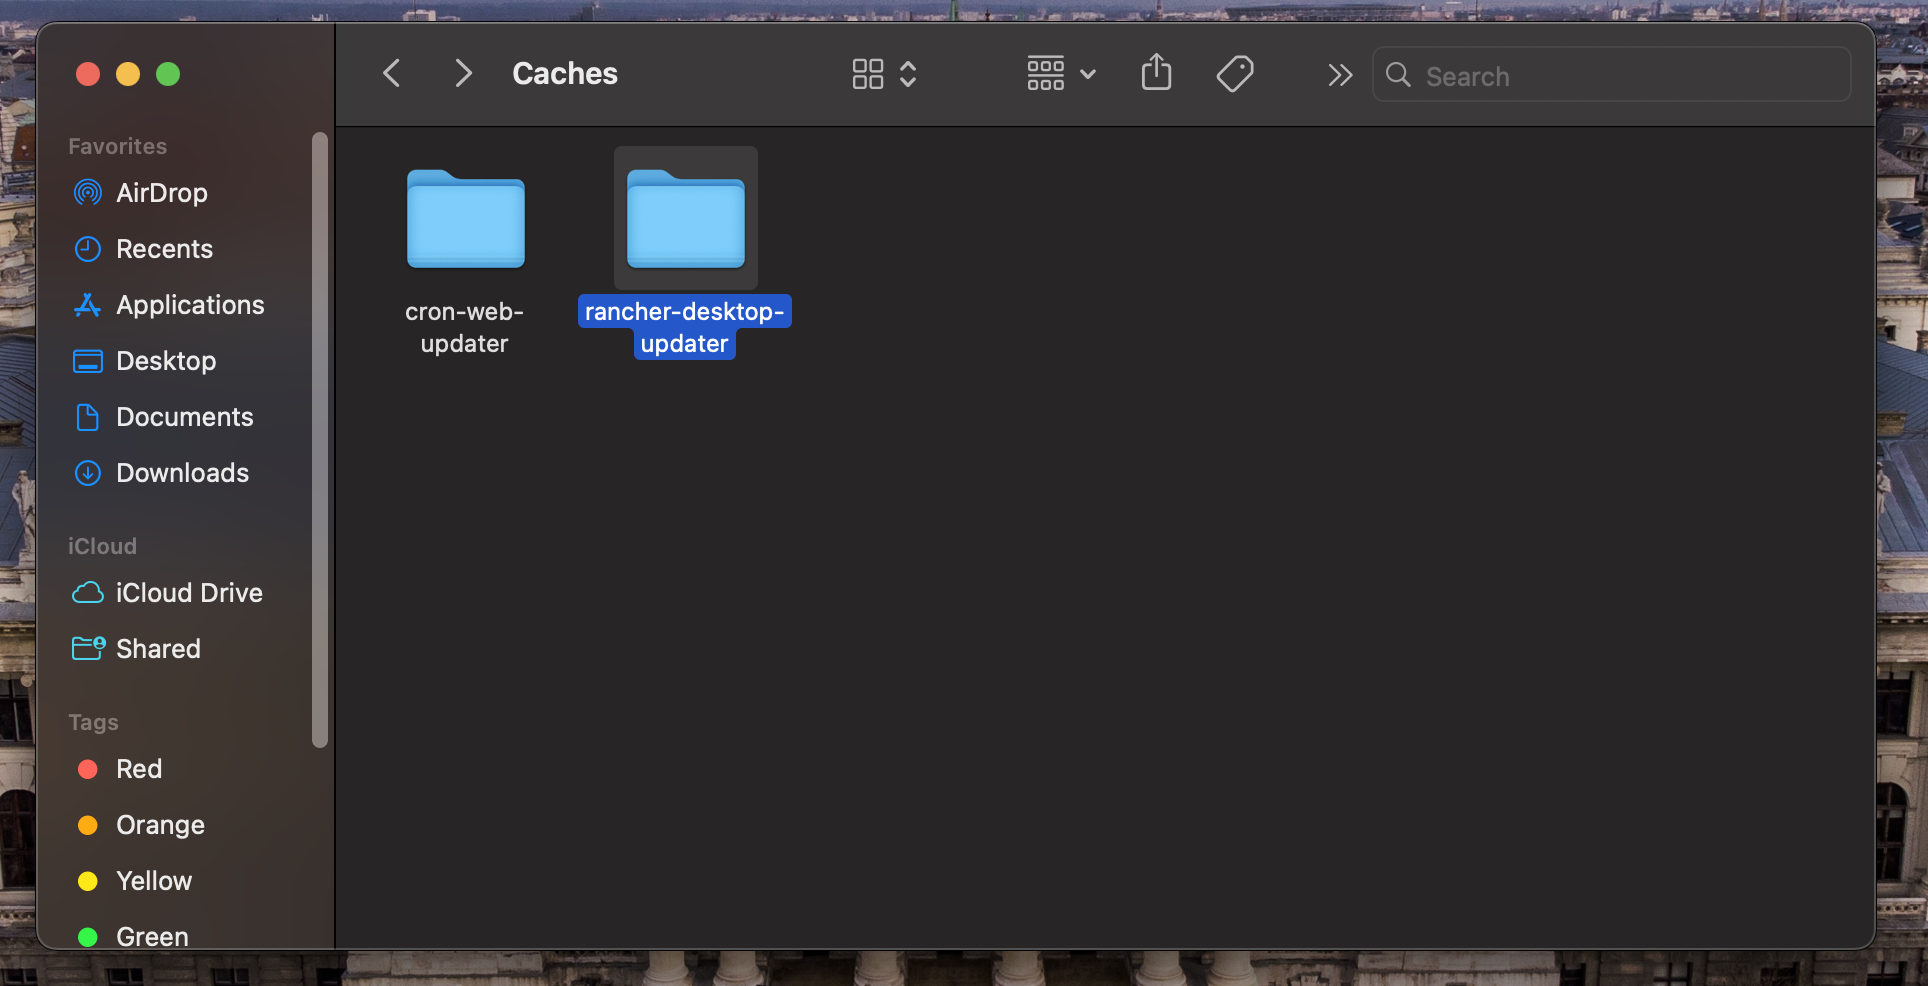 Caches
Search
Favorites
AirDrop
Recents
Applications
Desktop
Documents
Downloads
iCloud
iCloud Drive
Shared
Tags
Red
Orange
Yellow
Green
cron-web-
updater
rancher-desktop-
updater